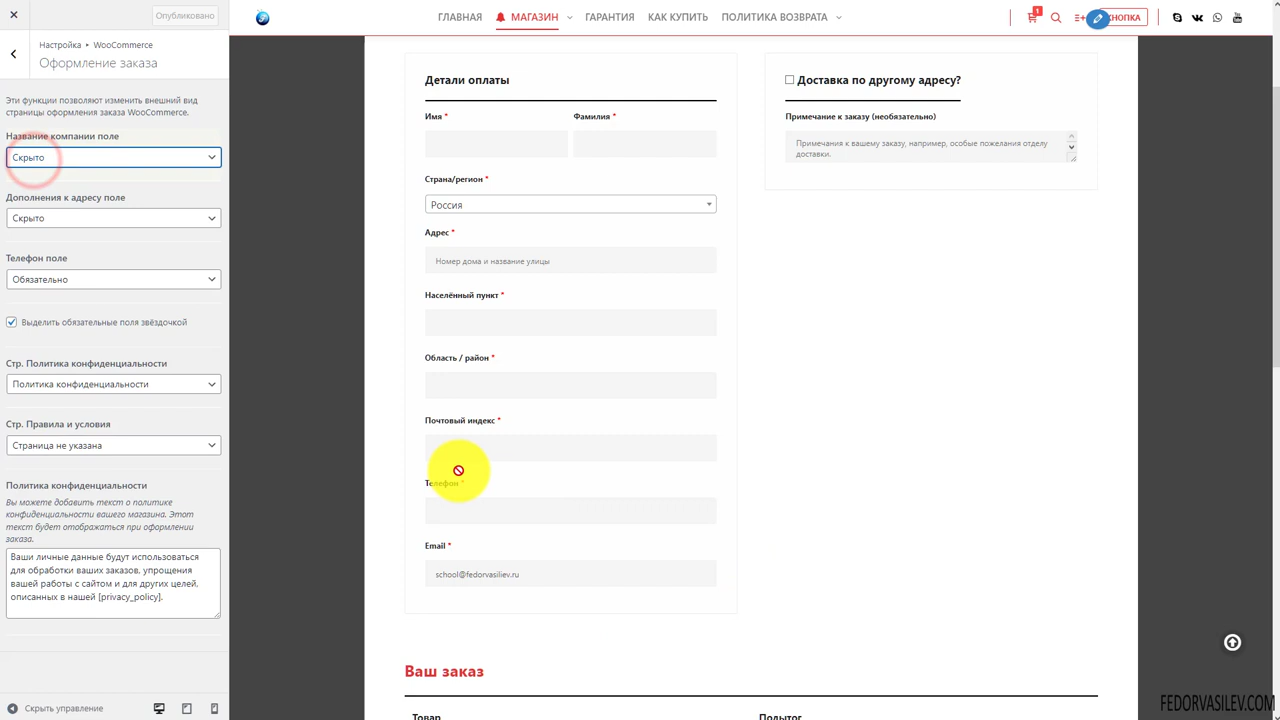 Опубликовано
Настройка ▸ WooCommerce
Оформление заказа
Эти функции позволяют изменить внешний вид
страницы оформления заказа WooCommerce.
Название компании поле
Скрыто
Дополнения к адресу поле
Скрыто
Телефон поле
Обязательно
Выделить обязательные поля звёздочкой
Стр. Политика конфиденциальности
Политика конфиденциальности
Стр. Правила и условия
Страница не указана
Политика конфиденциальности
Вы можете добавить текст о политике
конфиденциальности вашего магазина. Этот
текст будет отображаться при оформлении
заказа.
Ваши личные данные будут использоваться
для обработки ваших заказов, упрощения
вашей работы с сайтом и для других целей,
описанных в нашей [privacy_policy].
Скрыть управление
ГЛАВНАЯ МАГАЗИН ГАРАНТИЯ КАК КУПИТЬ ПОЛИТИКА ВОЗВРАТА 1 КНОПКА
Детали оплаты
Имя * Фамилия *
Страна/регион *
Россия
Адрес *
Номер дома и название улицы
Населённый пункт *
Область / район *
Почтовый индекс *
Телефон *
Email *
school@fedorvasiliev.ru
Доставка по другому адресу?
Примечание к заказу (необязательно)
Примечания к вашему заказу, например, особые пожелания отделу
доставки.
Ваш заказ
Товар Подытог
FEDORVASILEV.COM